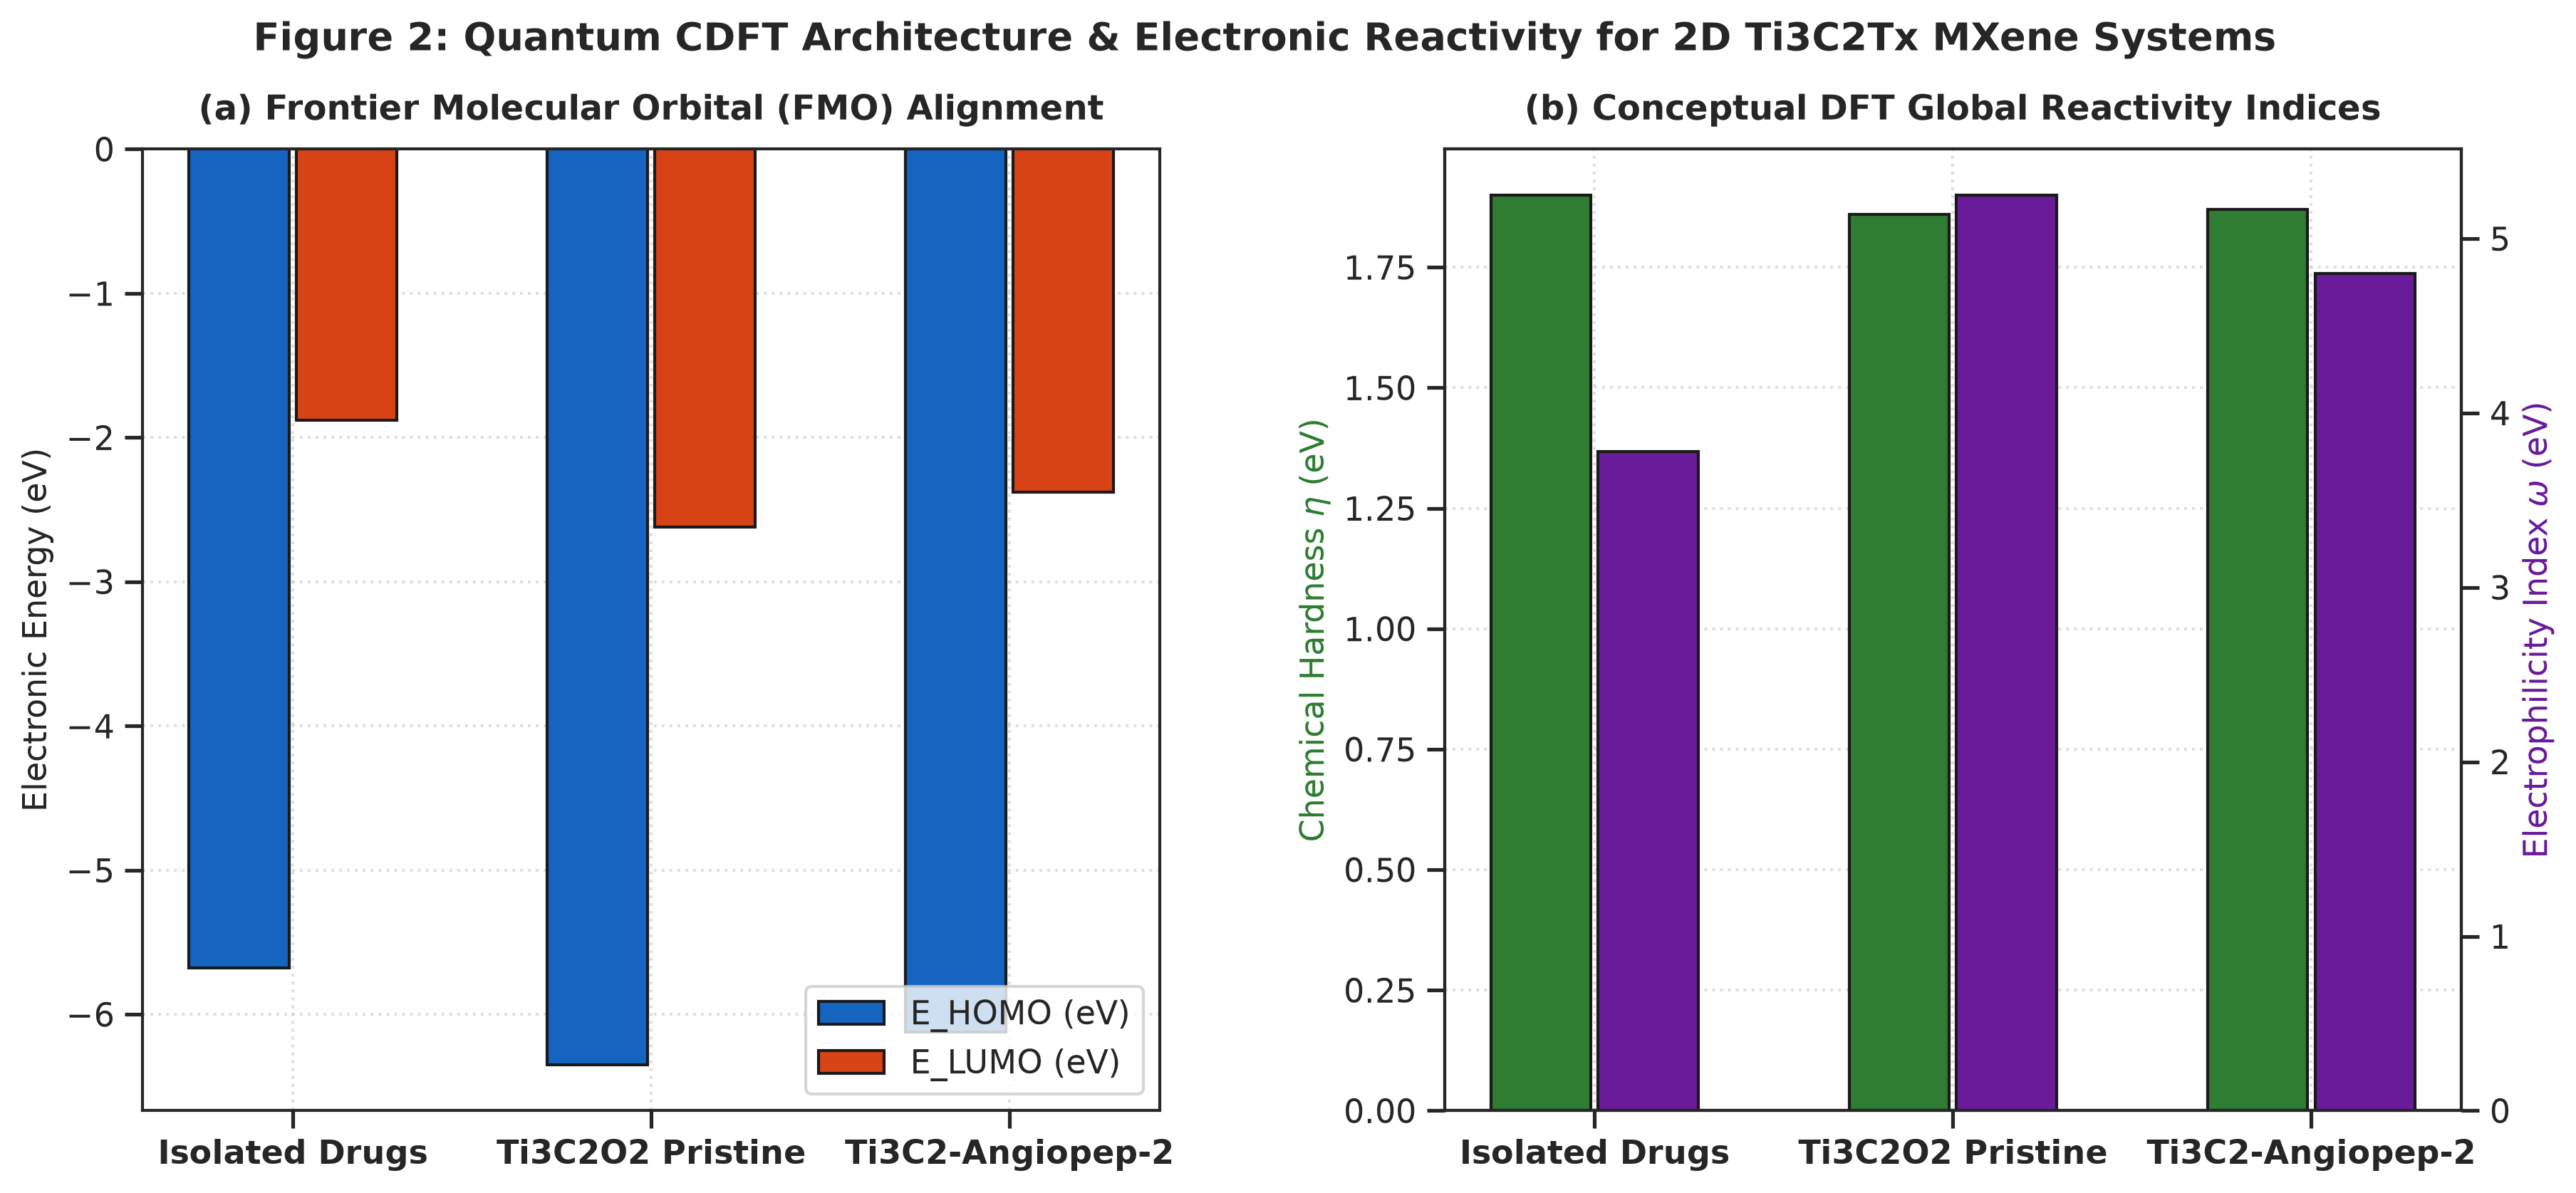 Figure 2: Quantum CDFT Architecture & Electronic Reactivity for 2D Ti3C2Tx MXene Systems
(a) Frontier Molecular Orbital (FMO) Alignment
Electronic Energy (eV)
0
−1
−2
−3
−4
−5
−6
E_HOMO (eV)
E_LUMO (eV)
Isolated Drugs
Ti3C2O2 Pristine
Ti3C2-Angiopep-2
(b) Conceptual DFT Global Reactivity Indices
Chemical Hardness η (eV)
1.75
1.50
1.25
1.00
0.75
0.50
0.25
0.00
5
4
3
2
1
0
Electrophilicity Index ω (eV)
Isolated Drugs
Ti3C2O2 Pristine
Ti3C2-Angiopep-2